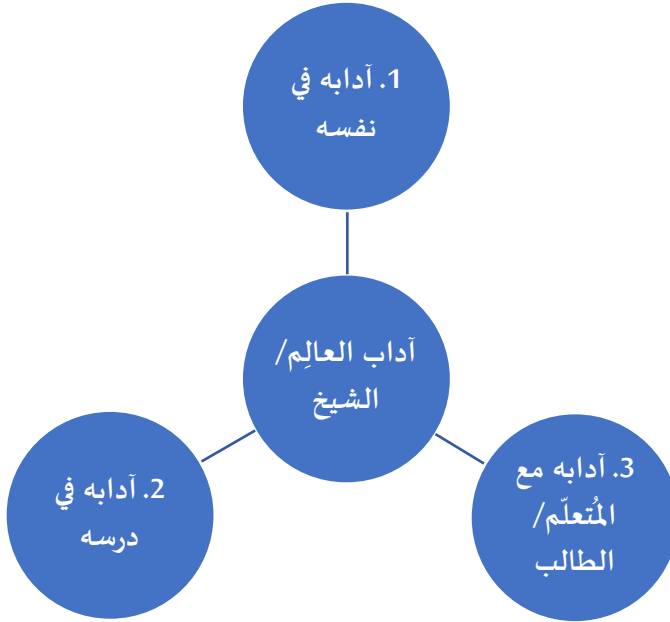 1. آدابه في
نفسه
آداب العالِم/
الشيخ
2. آدابه في
درسه
3. آدابه مع
المُتعلّم/
الطالب